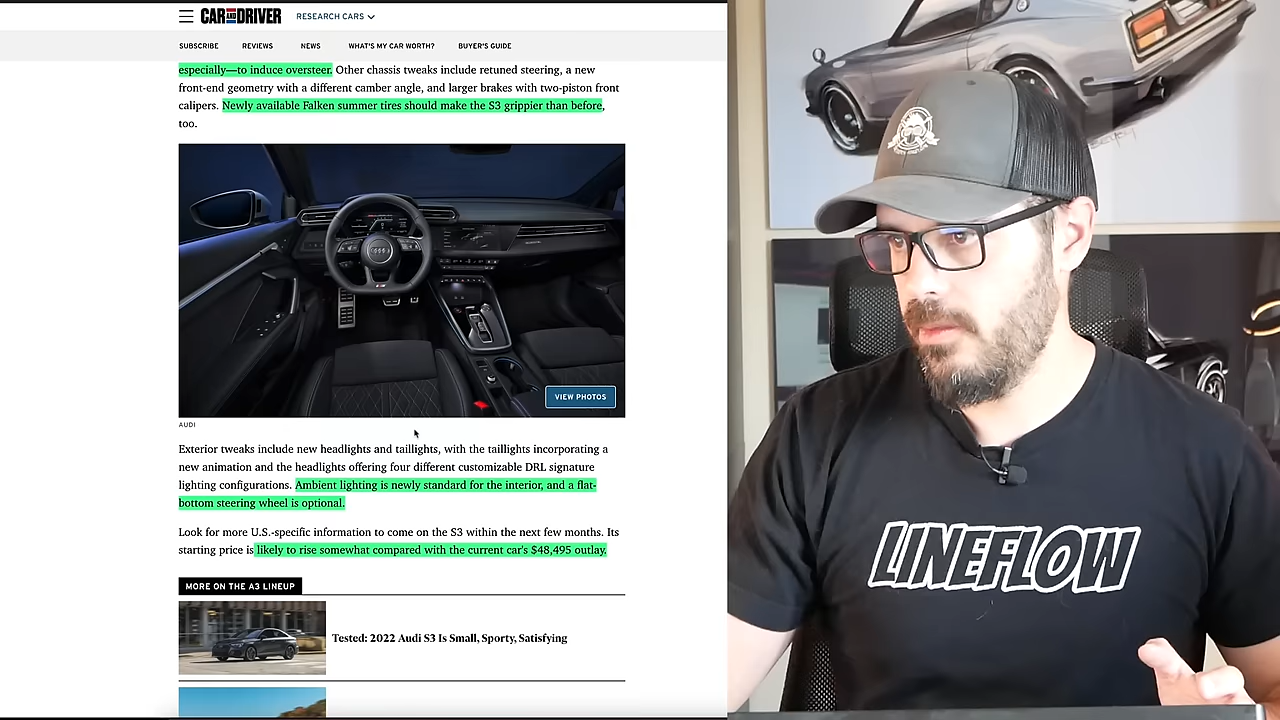 CAR AND DRIVER
RESEARCH CARS
SUBSCRIBE
REVIEWS
NEWS
WHAT'S MY CAR WORTH?
BUYER'S GUIDE
especially—to induce oversteer. Other chassis tweaks include retuned steering, a new
front-end geometry with a different camber angle, and larger brakes with two-piston front
calipers. Newly available Falken summer tires should make the S3 grippier than before,
too.
VIEW PHOTOS
AUDI
Exterior tweaks include new headlights and taillights, with the taillights incorporating a
new animation and the headlights offering four different customizable DRL signature
lighting configurations. Ambient lighting is newly standard for the interior, and a flat-
bottom steering wheel is optional.
Look for more U.S.-specific information to come on the S3 within the next few months. Its
starting price is likely to rise somewhat compared with the current car's $48,495 outlay.
MORE ON THE A3 LINEUP
Tested: 2022 Audi S3 Is Small, Sporty, Satisfying
LINEFLOW